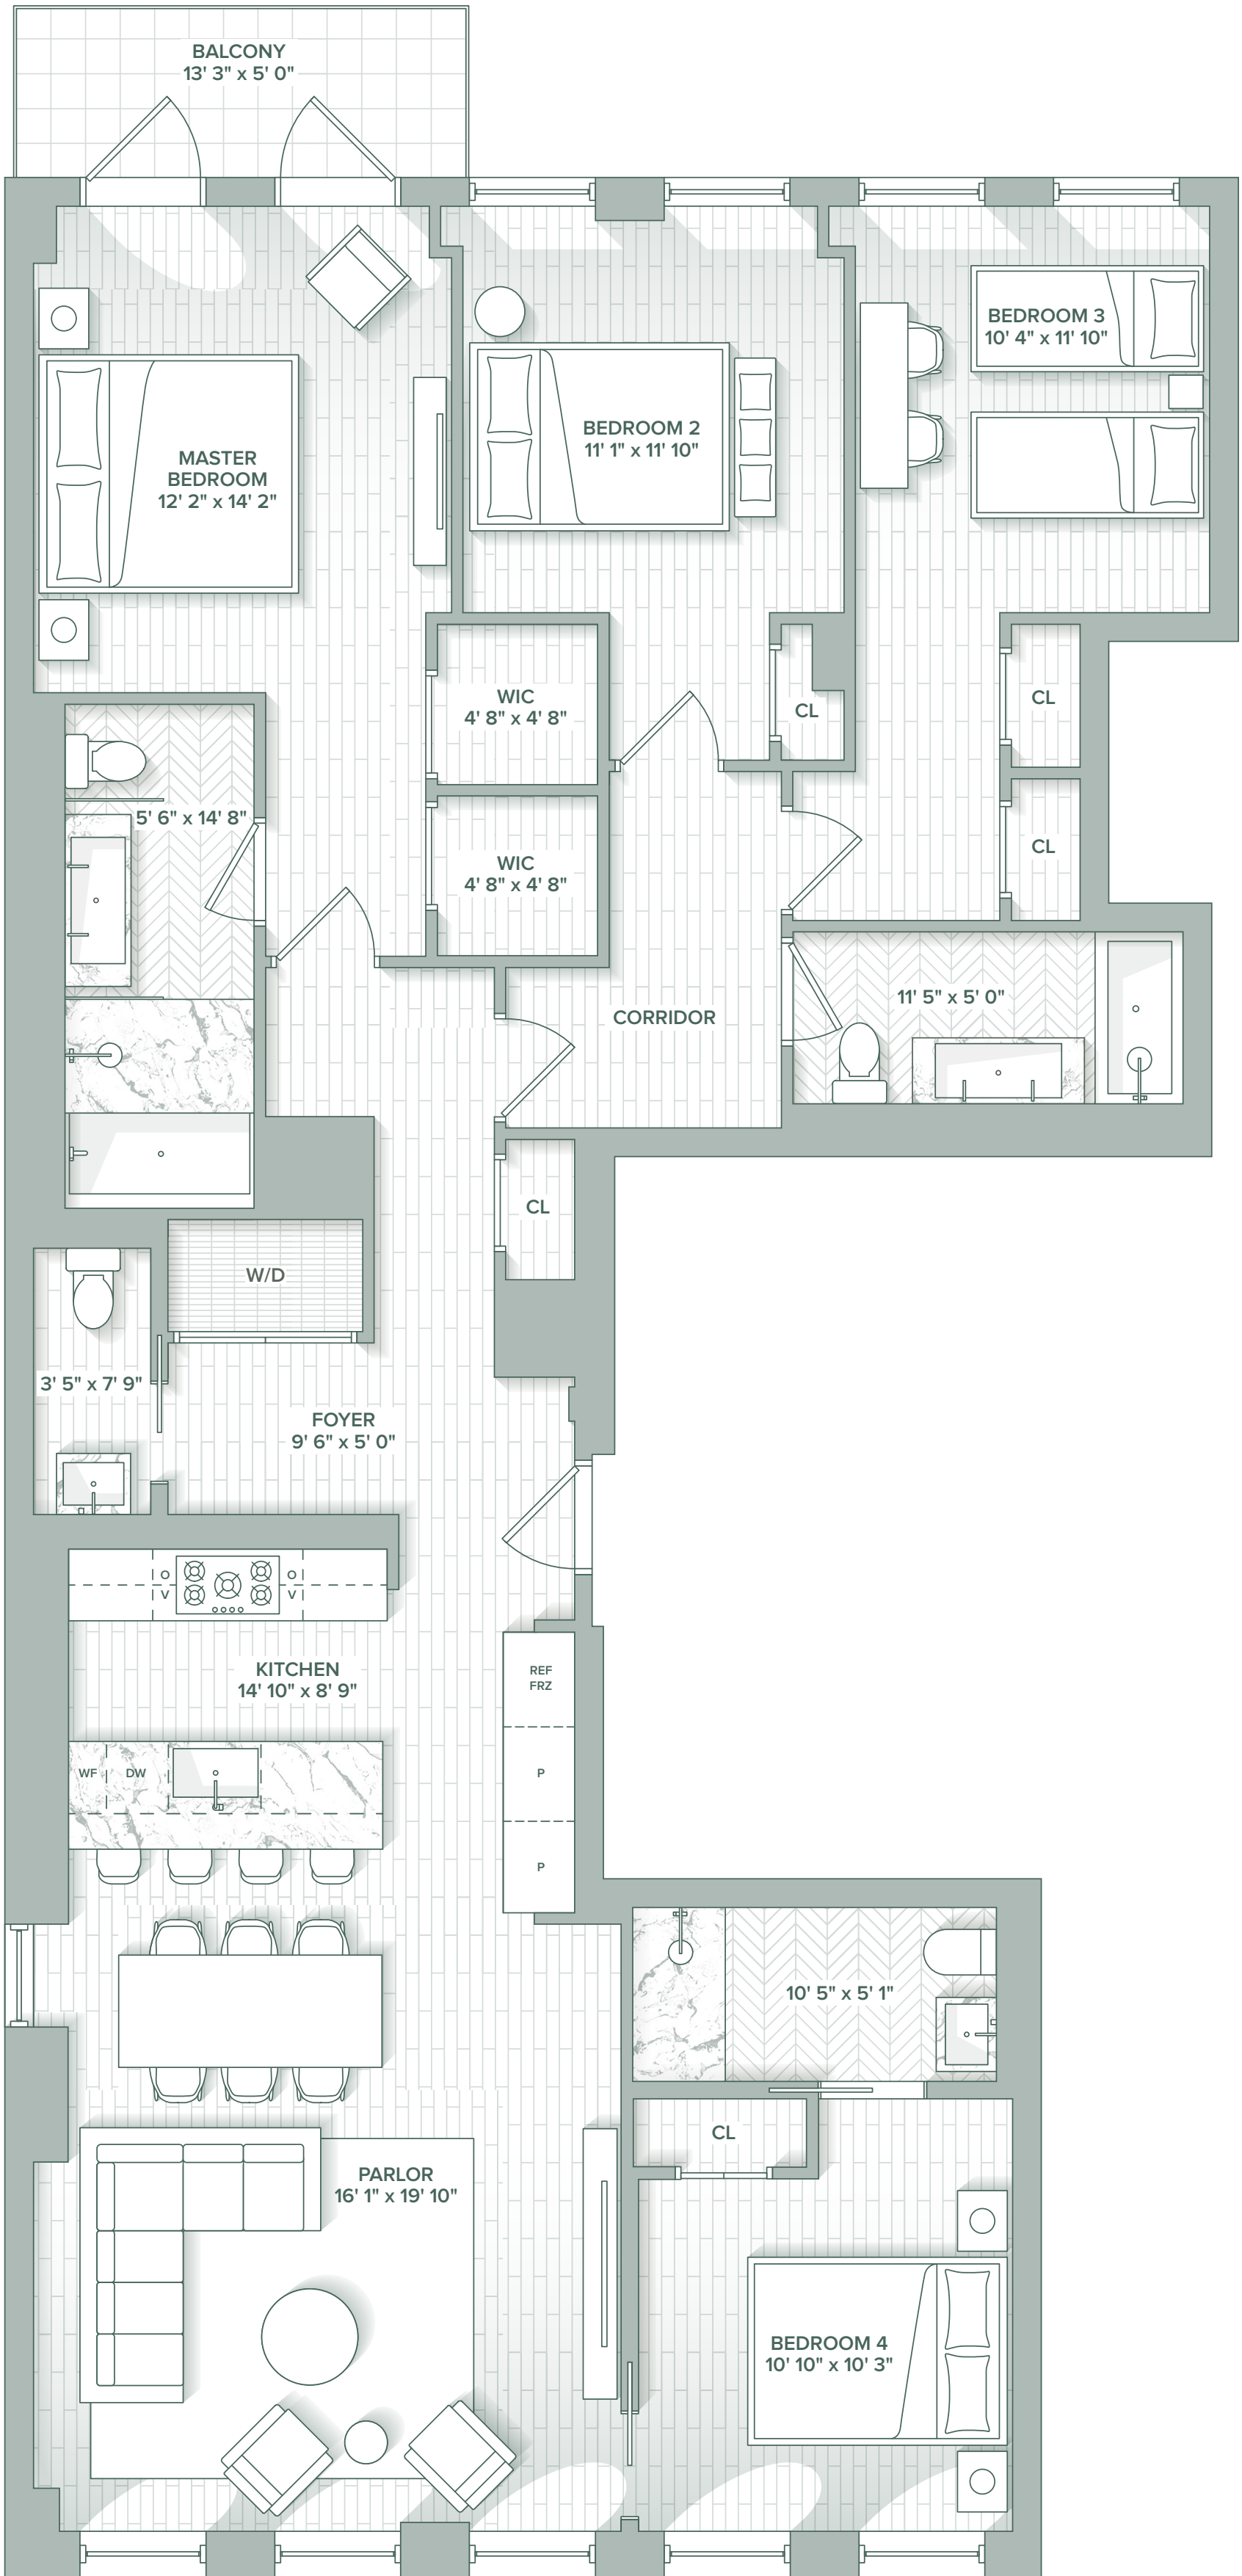 BALCONY
13' 3" x 5' 0"
BEDROOM 3
10' 4" x 11' 10"
BEDROOM 2
11' 1" x 11' 10"
MASTER
BEDROOM
12' 2" x 14' 2"
WIC
4' 8" x 4' 8"
CL
CL
5' 6" x 14' 8"
WIC
4' 8" x 4' 8"
CL
11' 5" x 5' 0"
CORRIDOR
CL
W/D
3' 5" x 7' 9"
FOYER
9' 6" x 5' 0"
O
V
O
V
KITCHEN
14' 10" x 8' 9"
REF
FRZ
WF
DW
P
P
10' 5" x 5' 1"
CL
PARLOR
16' 1" x 19' 10"
BEDROOM 4
10' 10" x 10' 3"